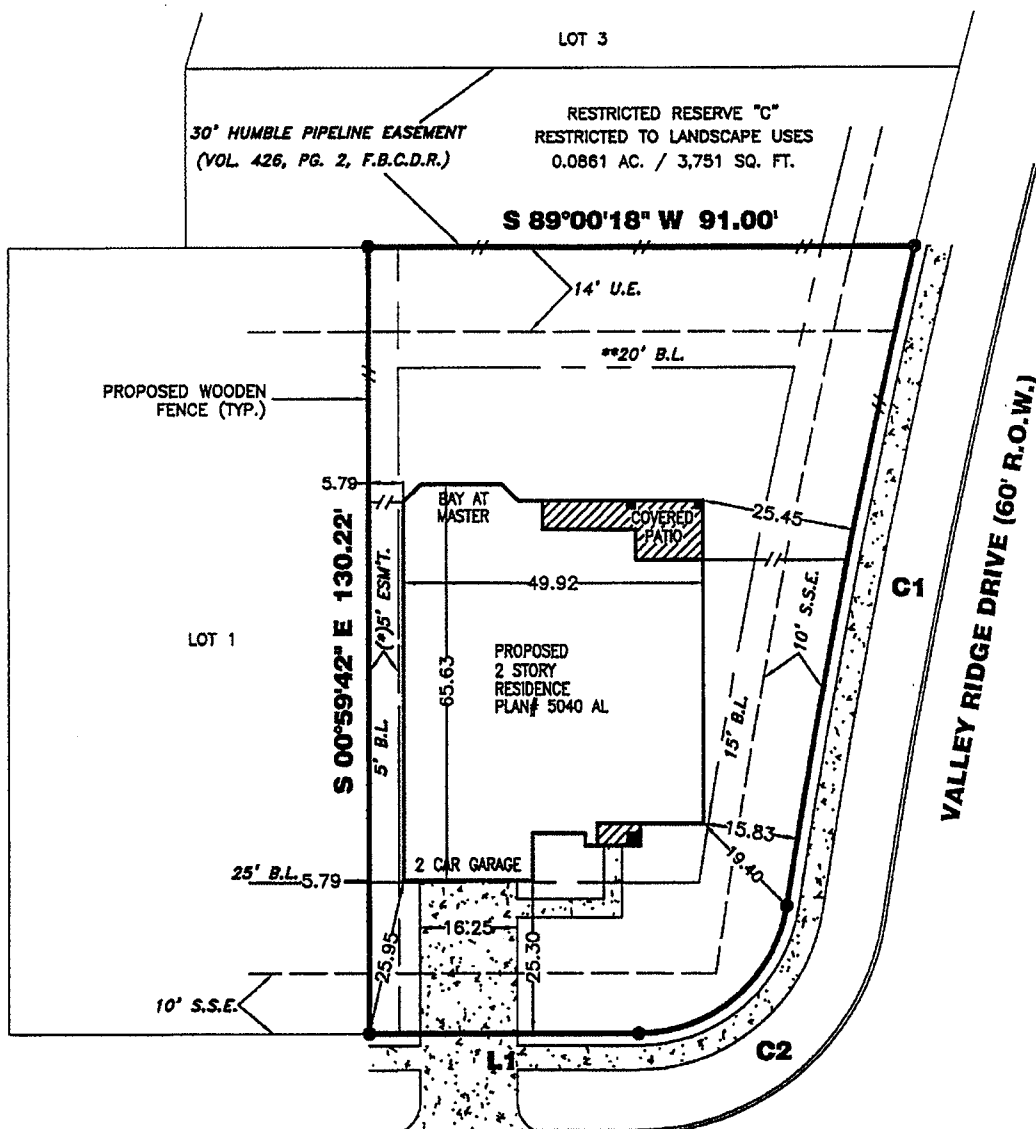 LOT 3
30' HUMBLE PIPELINE EASEMENT
(VOL. 426, PG. 2, F.B.C.D.R.)
RESTRICTED RESERVE "C"
RESTRICTED TO LANDSCAPE USES
0.0861 AC. / 3,751 SQ. FT.
S 89°00'18" W 91.00'
14' U.E.
**20' B.L.
PROPOSED WOODEN
FENCE (TYP.)
5.79
BAY AT
MASTER
COVERED
PATIO
25.45
49.92
C1
VALLEY RIDGE DRIVE (60' R.O.W.)
S 00°59'42" E 130.22'
(*)5' ESM'T.
5' B.L.
LOT 1
65.63
PROPOSED
2 STORY
RESIDENCE
PLAN# 5040 AL
10' S.S.E.
15' B.L.
15.83
19.40
2 CAR GARAGE
25' B.L.
5.79
16.25
25.95
25.30
10' S.S.E.
L1
C2